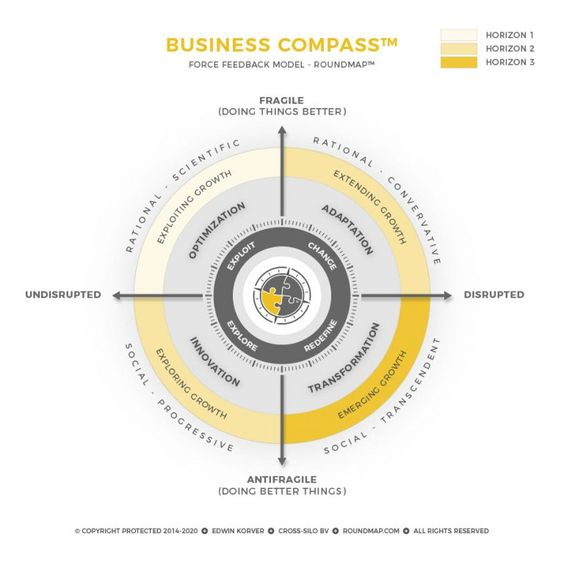 BUSINESS COMPASS™
FORCE FEEDBACK MODEL - ROUNDMAP™
HORIZON 1
HORIZON 2
HORIZON 3
FRAGILE
(DOING THINGS BETTER)
RATIONAL - SCIENTIFIC
RATIONAL - CONVERVATIVE
EXPLOITING GROWTH
EXTENDING GROWTH
OPTIMIZATION
ADAPTATION
EXPLOIT
CHANGE
UNDISRUPTED
DISRUPTED
EXPLORE
REDEFINE
INNOVATION
TRANSFORMATION
EXPLORING GROWTH
EMERGING GROWTH
SOCIAL - PROGRESSIVE
SOCIAL - TRANSCENDENT
ANTIFRAGILE
(DOING BETTER THINGS)
© COPYRIGHT PROTECTED 2014-2020 ✪ EDWIN KORVER ✪ CROSS-SILO BV ✪ ROUNDMAP.COM ✪ ALL RIGHTS RESERVED